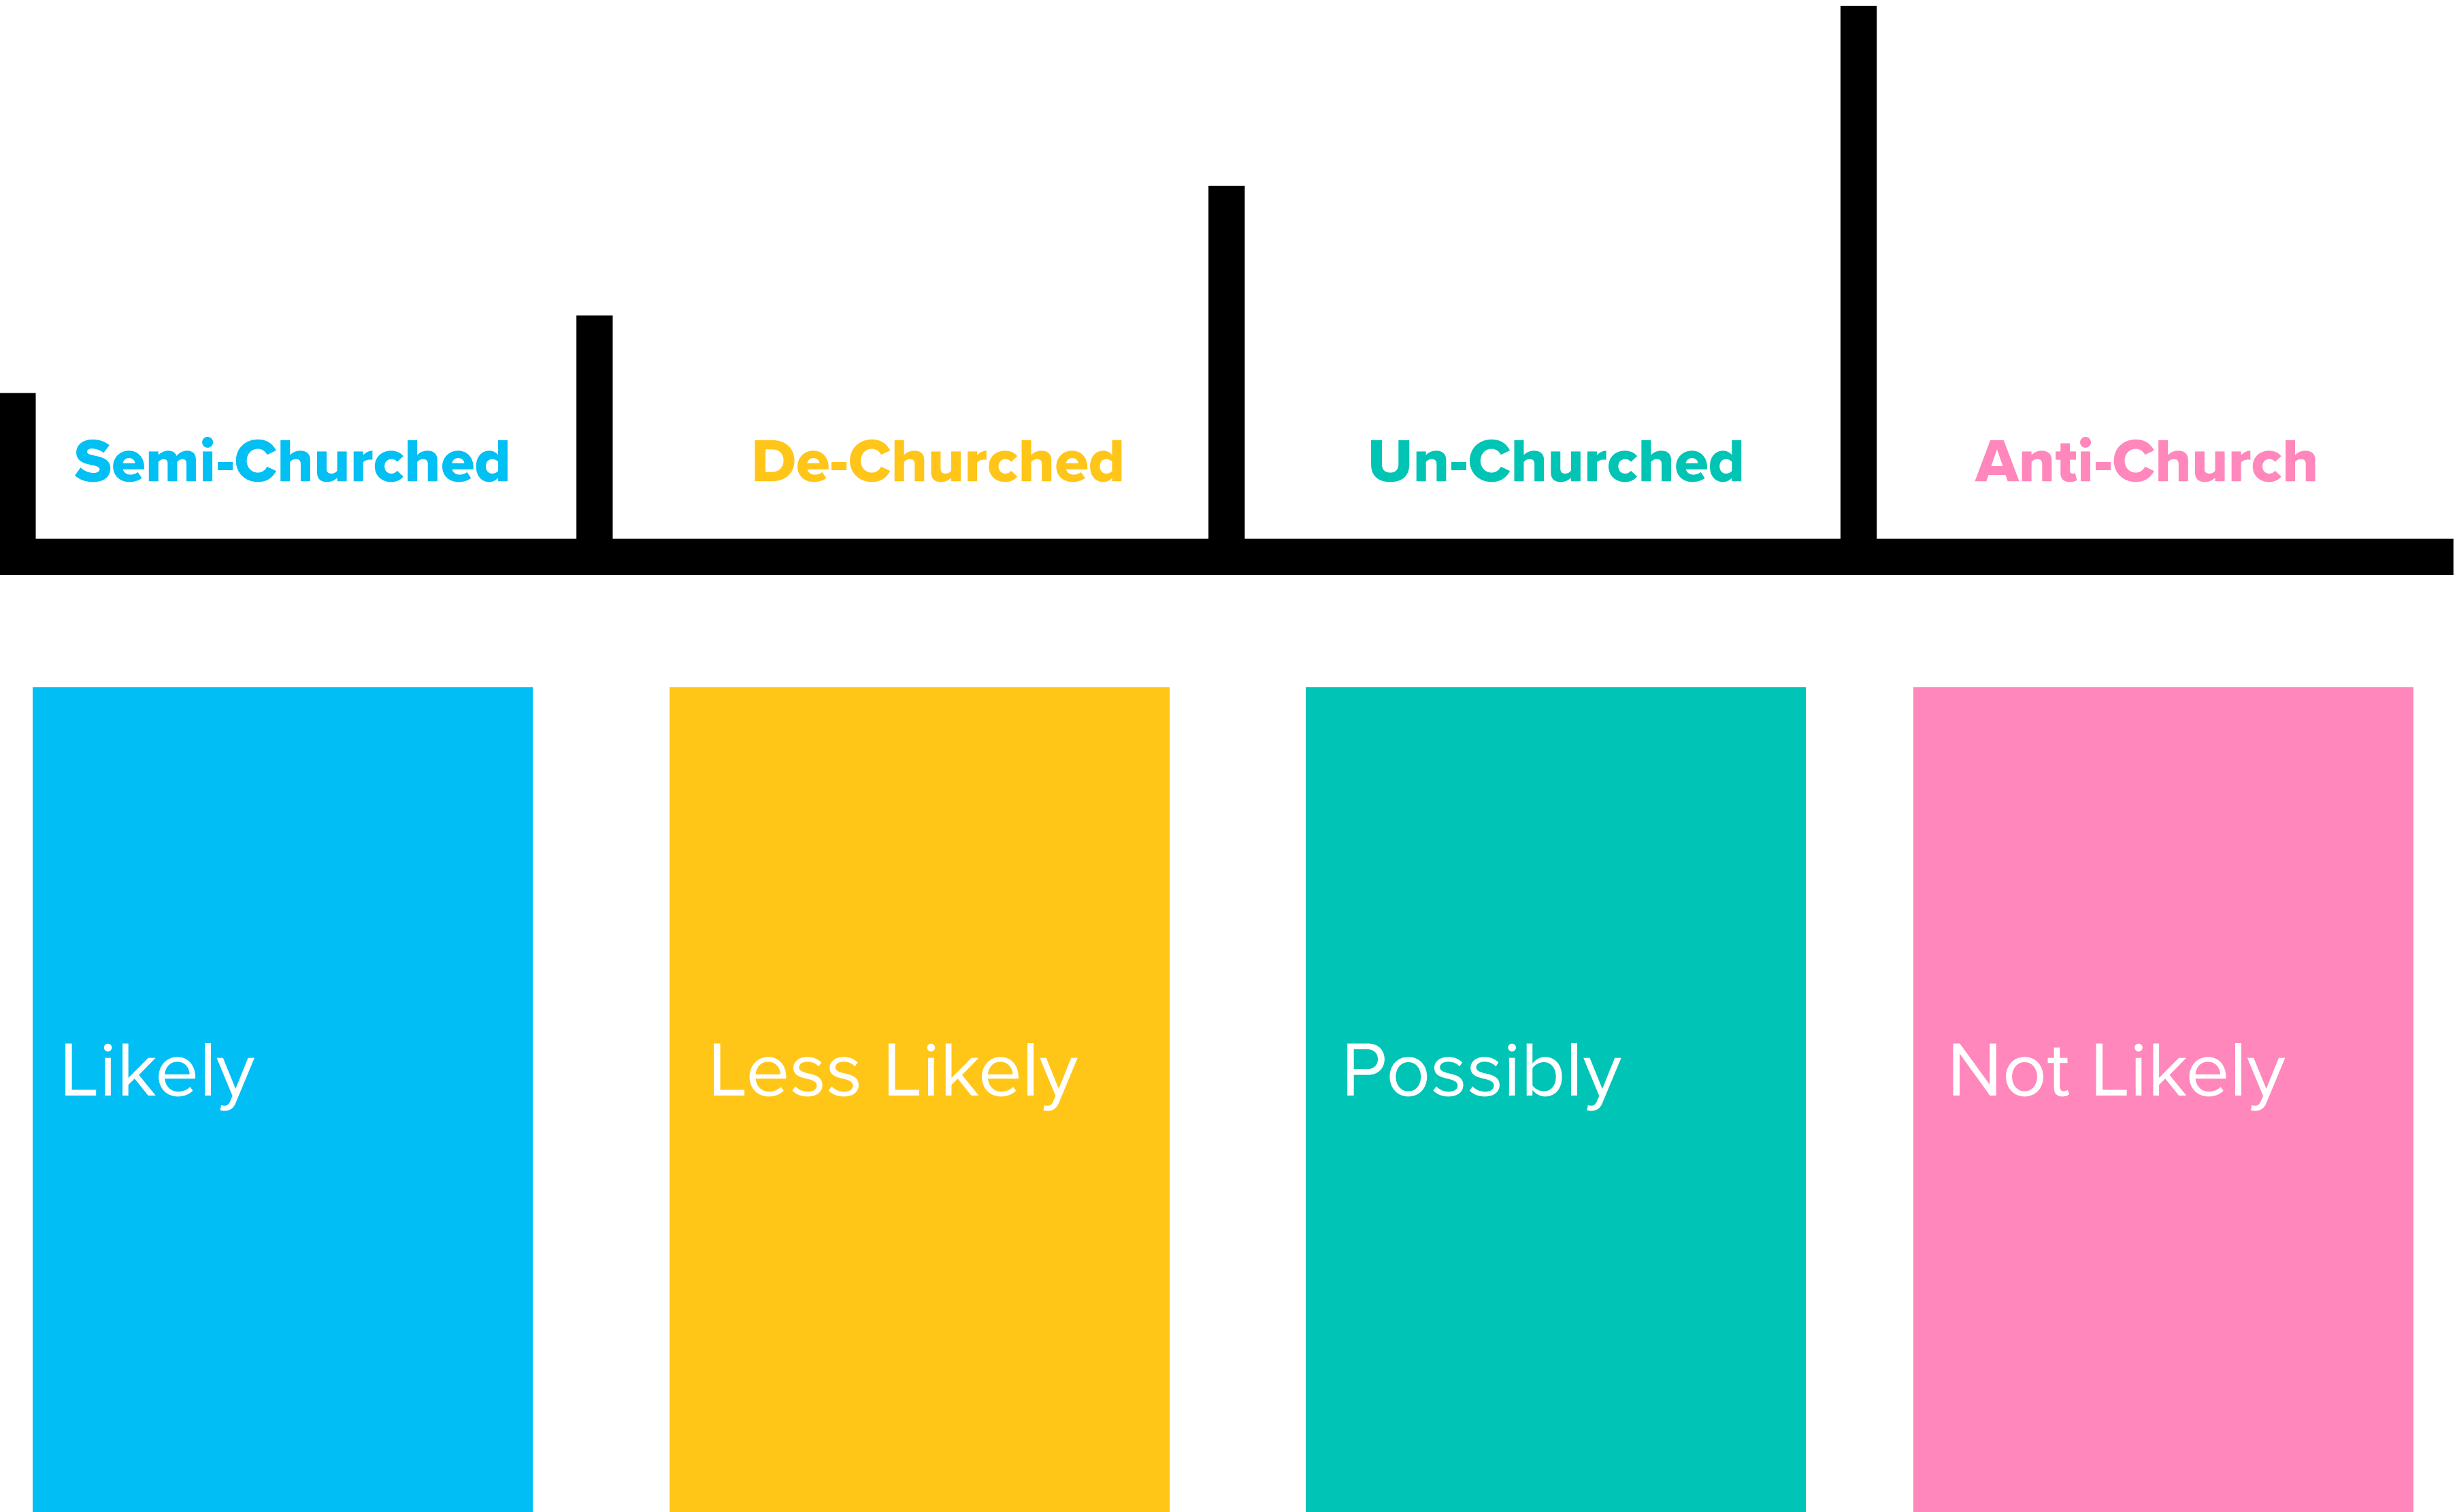 Semi-Churched
De-Churched
Un-Churched
Anti-Church
Likely
Less Likely
Possibly
Not Likely